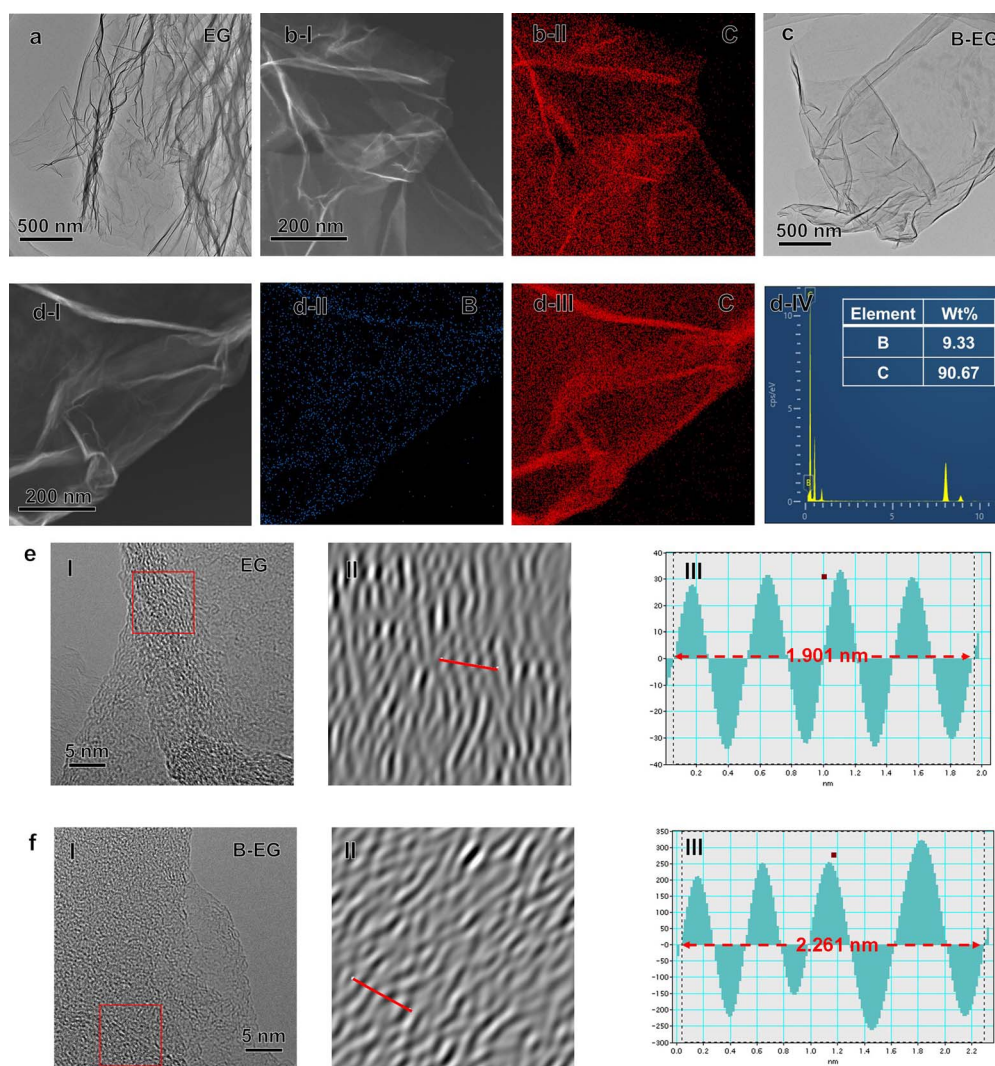 a
EG
500 nm
b-I
200 nm
b-II
C
c
B-EG
500 nm
d-I
200 nm
d-II
B
d-III
C
d-IV
Element Wt%
B 9.33
C 90.67
cps/eV
10
5
0
B
0 5 10
e
I
EG
5 nm
II
III
1.901 nm
40
30
20
10
0
-10
-20
-30
-40
0.2 0.4 0.6 0.8 1.0 1.2 1.4 1.6 1.8 2.0
nm
f
I
B-EG
5 nm
II
III
2.261 nm
350
300
250
200
150
100
50
-0
-50
-100
-150
-200
-250
-300
0.0 0.2 0.4 0.6 0.8 1.0 1.2 1.4 1.6 1.8 2.0 2.2
nm